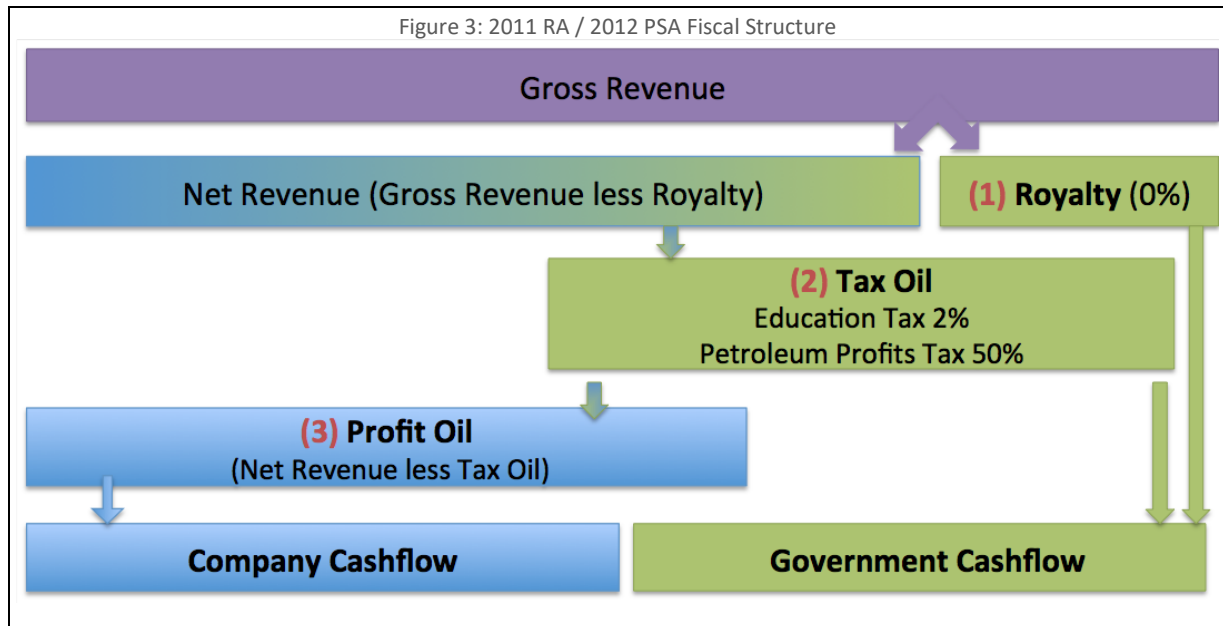 Figure 3: 2011 RA / 2012 PSA Fiscal Structure
Gross Revenue
Net Revenue (Gross Revenue less Royalty)
(1) Royalty (0%)
(2) Tax Oil
Education Tax 2%
Petroleum Profits Tax 50%
(3) Profit Oil
(Net Revenue less Tax Oil)
Company Cashflow
Government Cashflow